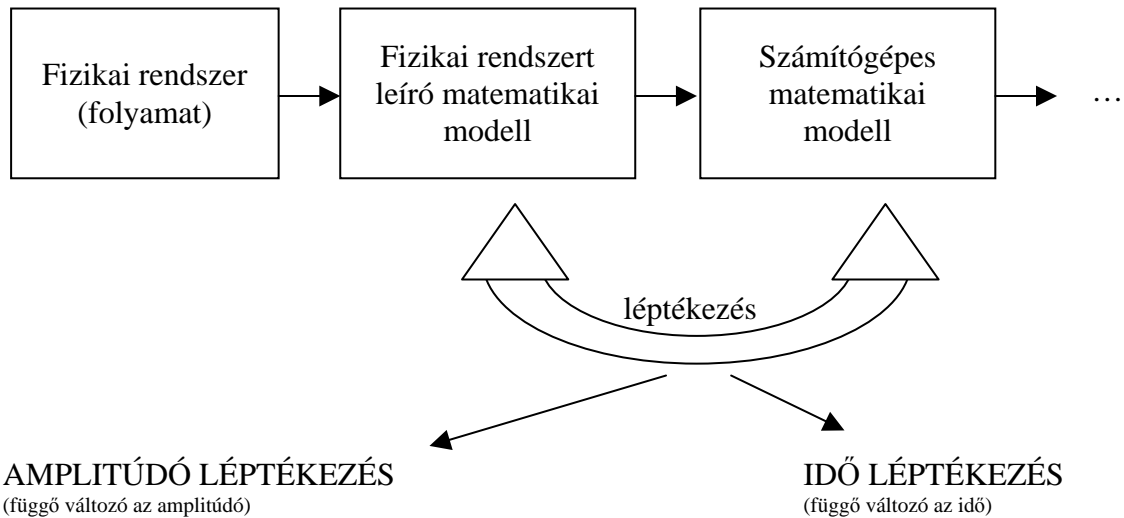 Fizikai rendszer
(folyamat)
Fizikai rendszert
leíró matematikai
modell
Számítógépes
matematikai
modell
…
léptékezés
AMPLITÚDÓ LÉPTÉKEZÉS
(függő változó az amplitúdó)
IDŐ LÉPTÉKEZÉS
(függő változó az idő)